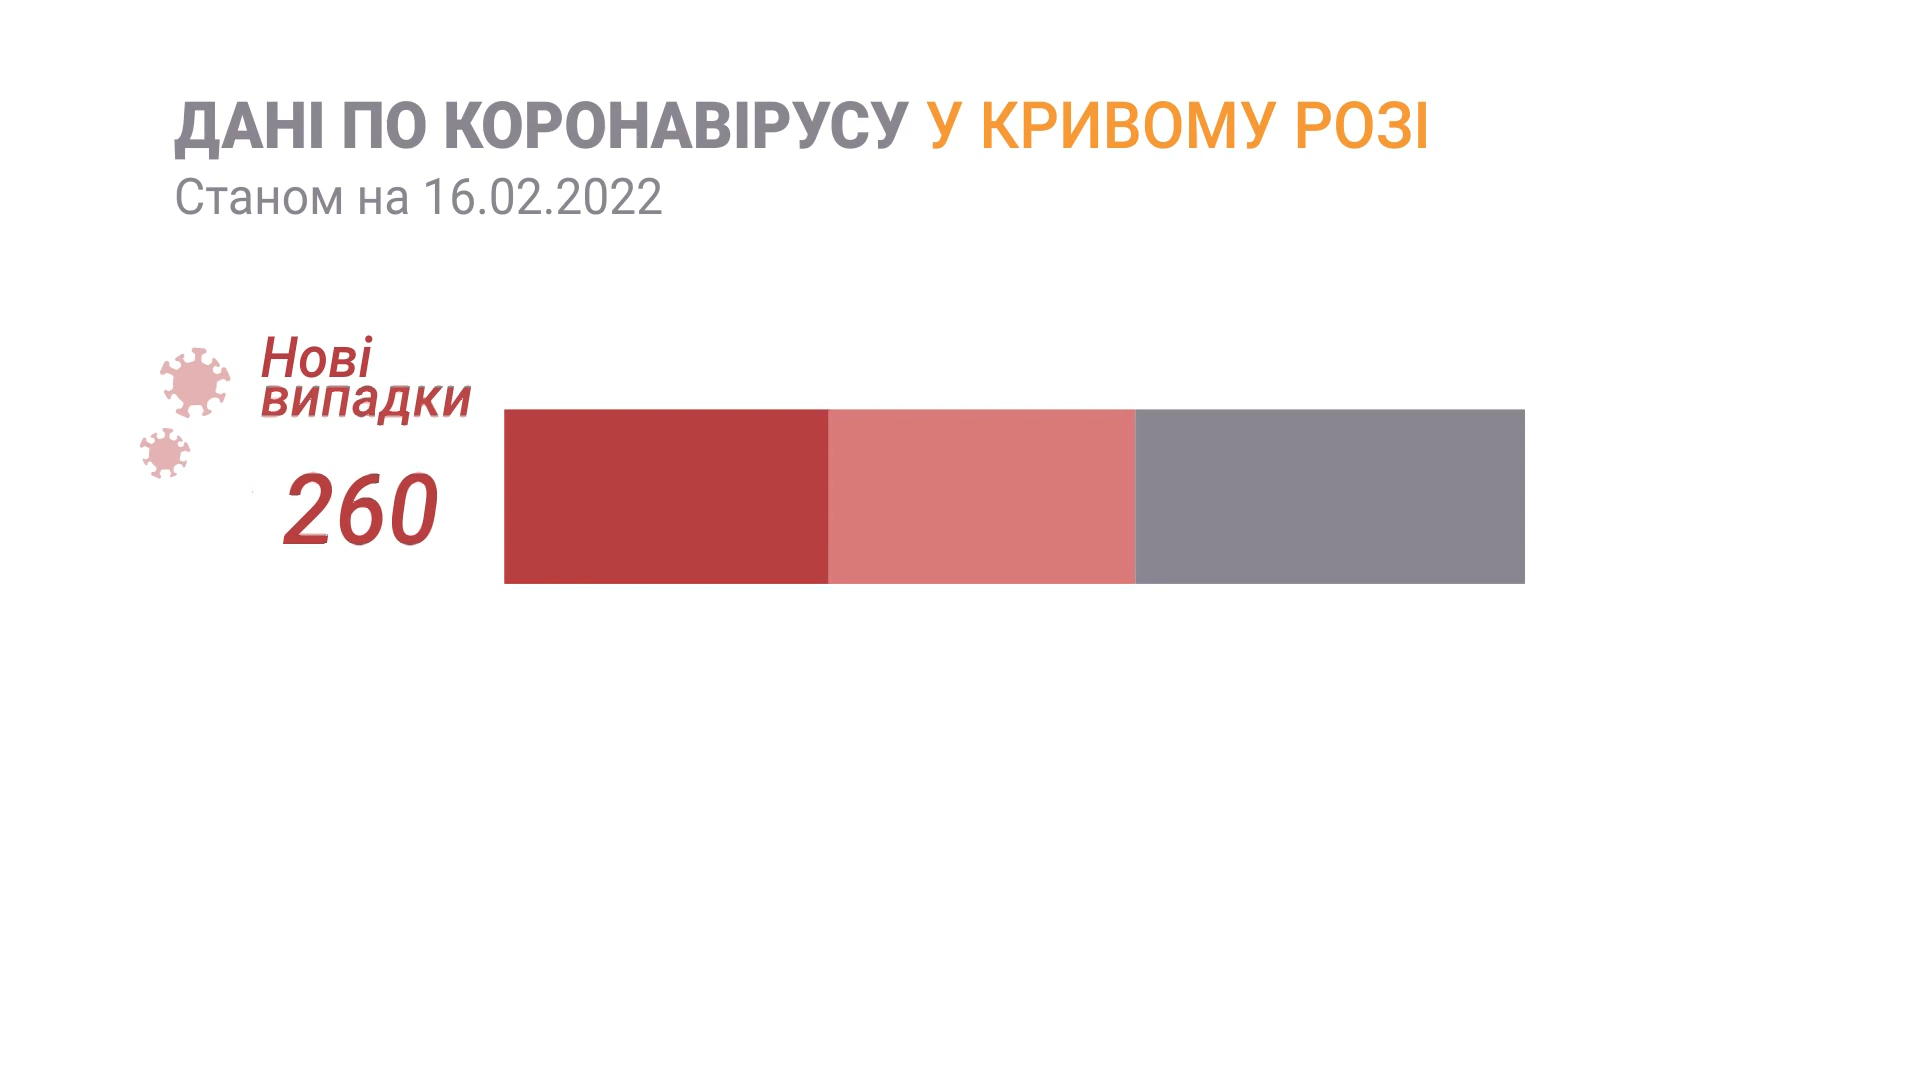 ДАНІ ПО КОРОНАВІРУСУ У КРИВОМУ РОЗІ
Станом на 16.02.2022
Нові
випадки
260